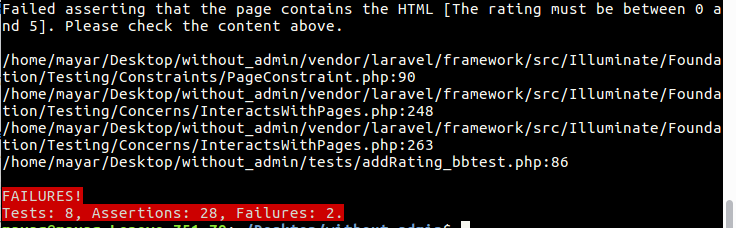 Failed asserting that the page contains the HTML [The rating must be between 0 a
nd 5]. Please check the content above.
/home/mayar/Desktop/without_admin/vendor/laravel/framework/src/Illuminate/Founda
tion/Testing/Constraints/PageConstraint.php:90
/home/mayar/Desktop/without_admin/vendor/laravel/framework/src/Illuminate/Founda
tion/Testing/Concerns/InteractsWithPages.php:248
/home/mayar/Desktop/without_admin/vendor/laravel/framework/src/Illuminate/Founda
tion/Testing/Concerns/InteractsWithPages.php:263
/home/mayar/Desktop/without_admin/tests/addRating_bbtest.php:86
FAILURES!
Tests: 8, Assertions: 28, Failures: 2.